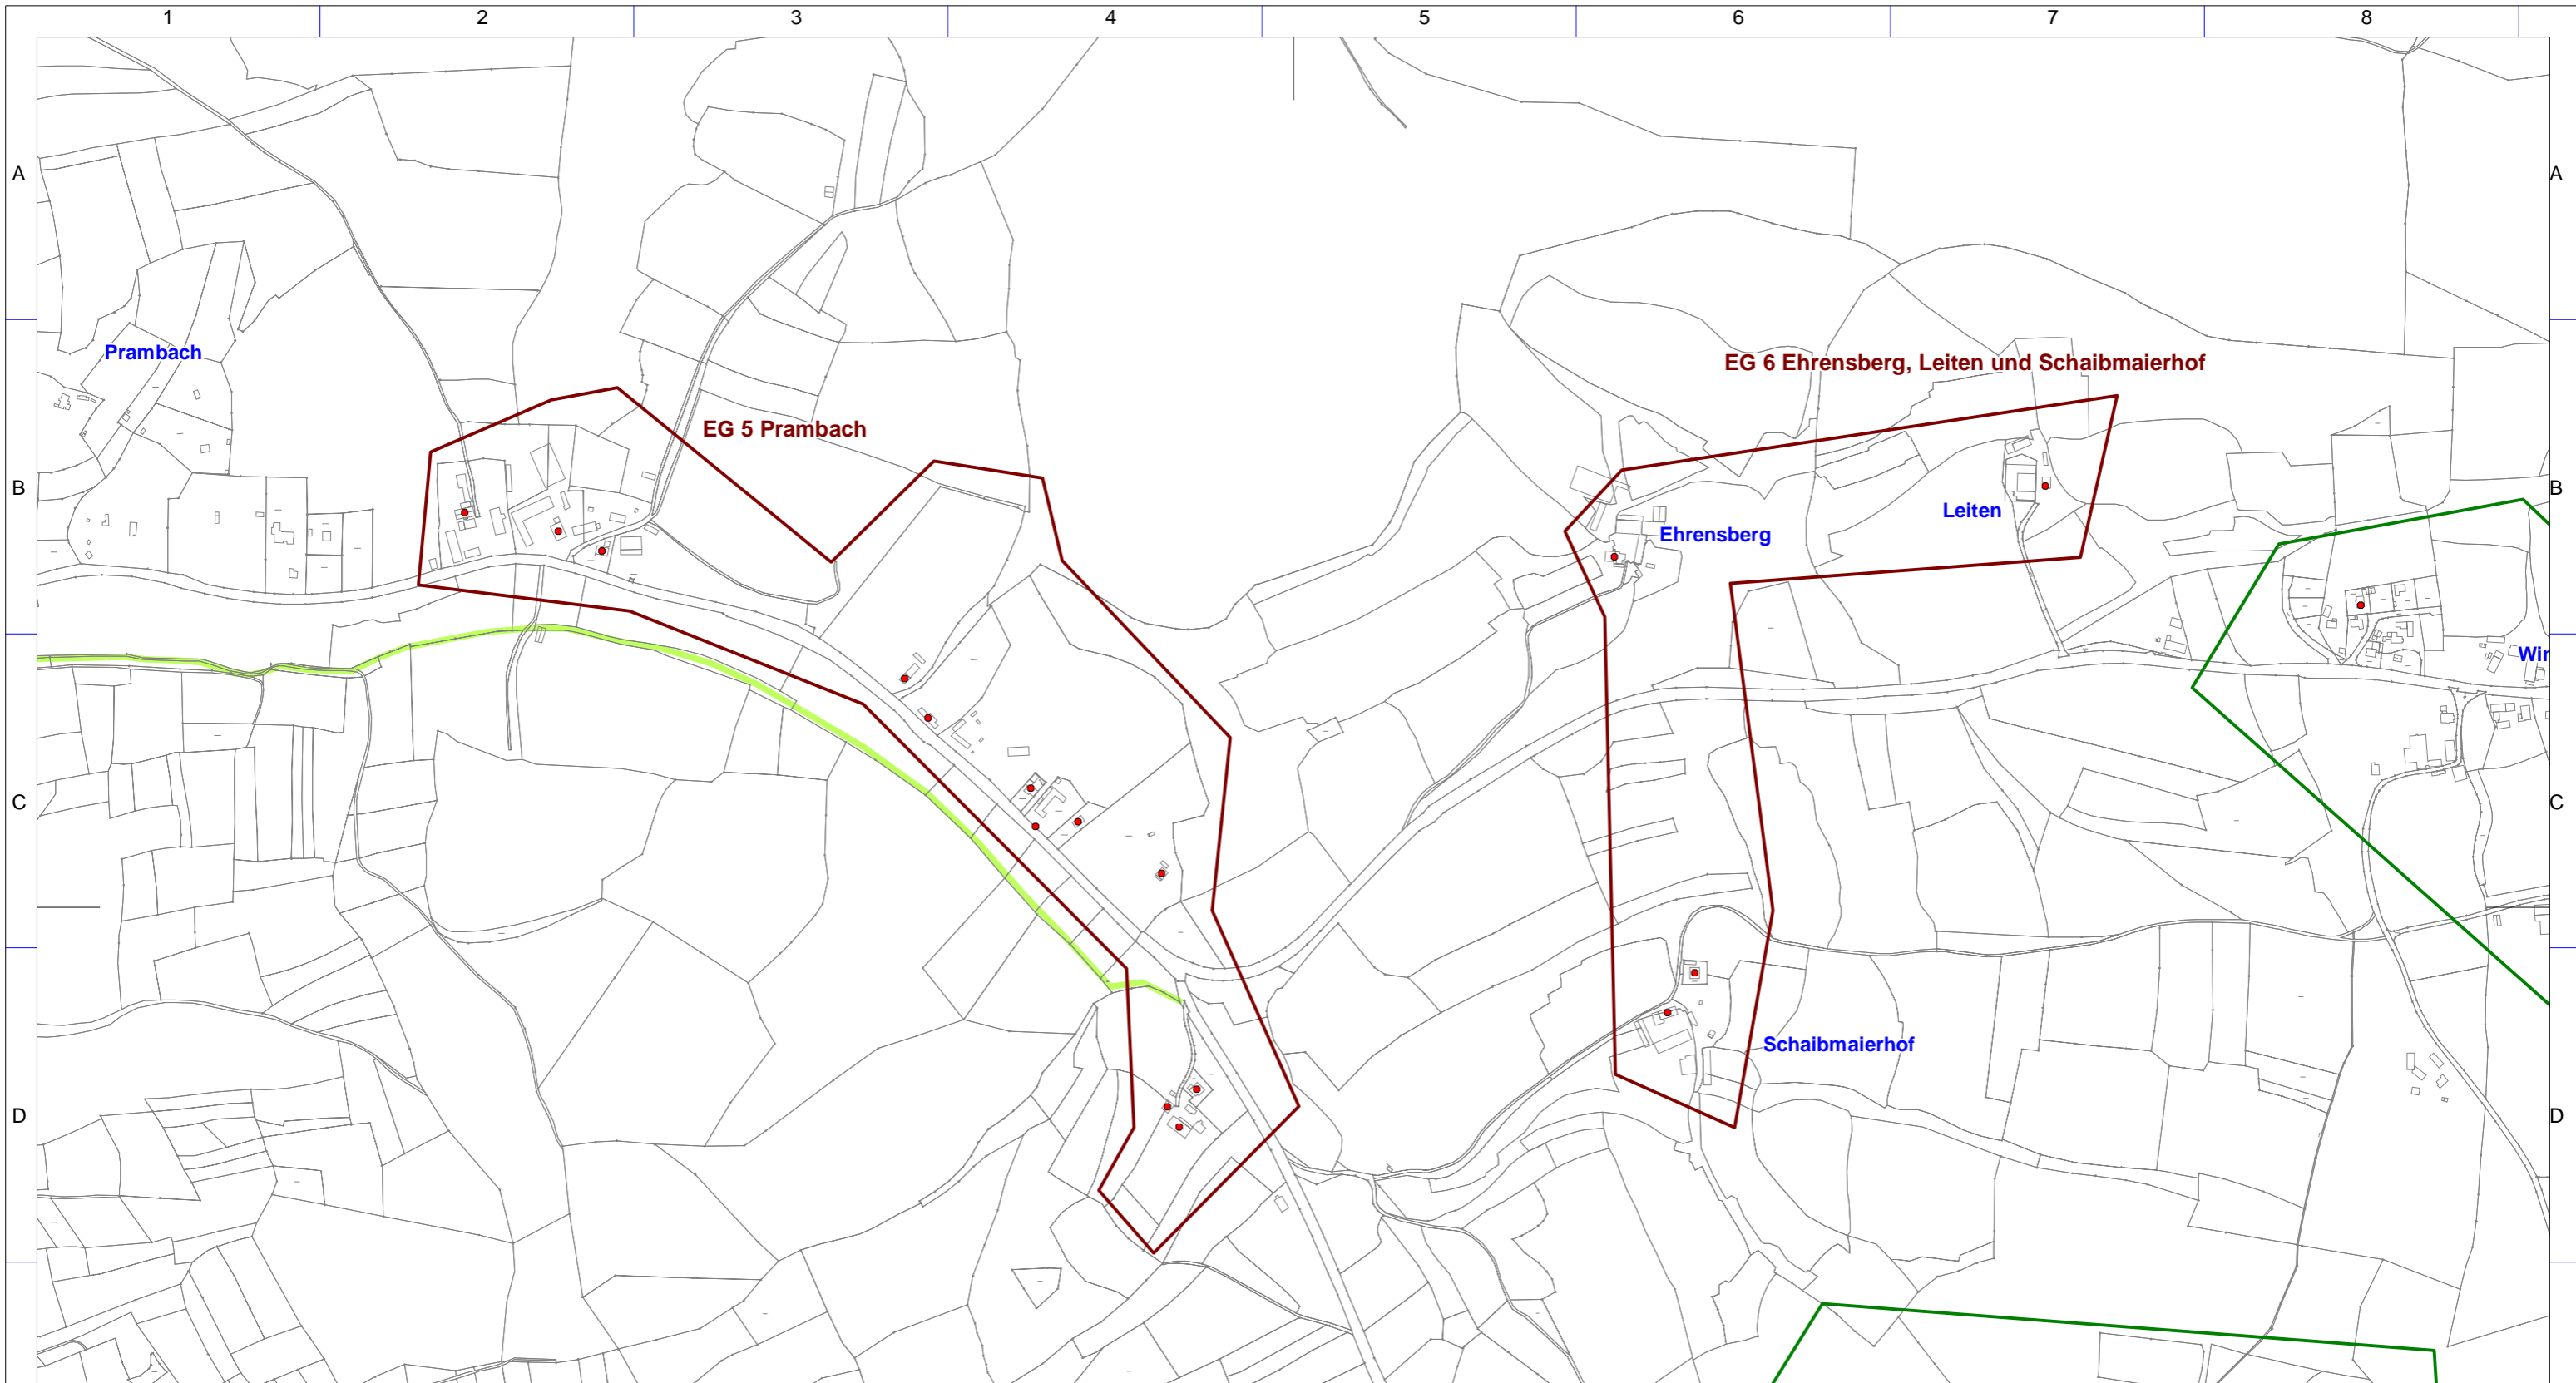 1 2 3 4 5 6 7 8
A A
Prambach
EG 6 Ehrensberg, Leiten und Schaibmaierhof
EG 5 Prambach
B B
Leiten
Ehrensberg
Wir
C C
Schaibmaierhof
D D